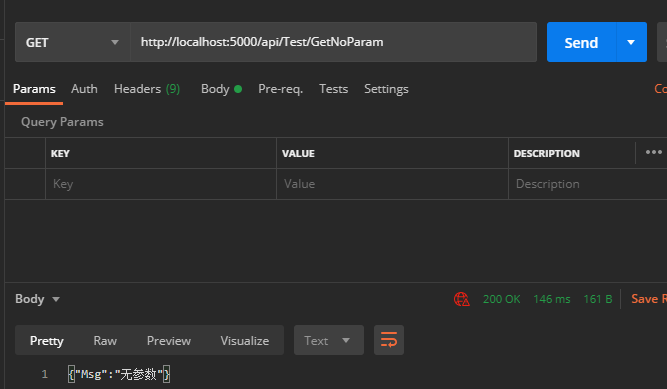 GET http://localhost:5000/api/Test/GetNoParam Send
Params Auth Headers (9) Body Pre-req. Tests Settings Co
Query Params
KEY VALUE DESCRIPTION
Key Value Description
Body 200 OK 146 ms 161 B Save R
Pretty Raw Preview Visualize Text
1 {"Msg":"无参数"}